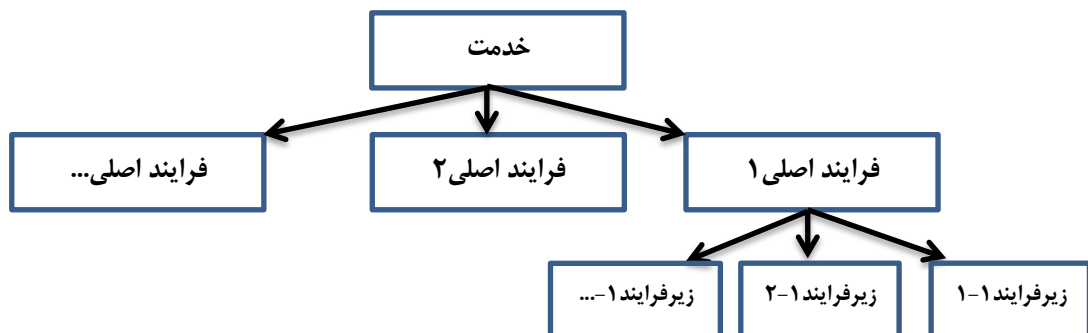 خدمت
فرایند اصلی۱
فرایند اصلی۲
فرایند اصلی...
زیرفرایند۱-۱
زیرفرایند۱-۲
زیرفرایند۱-...